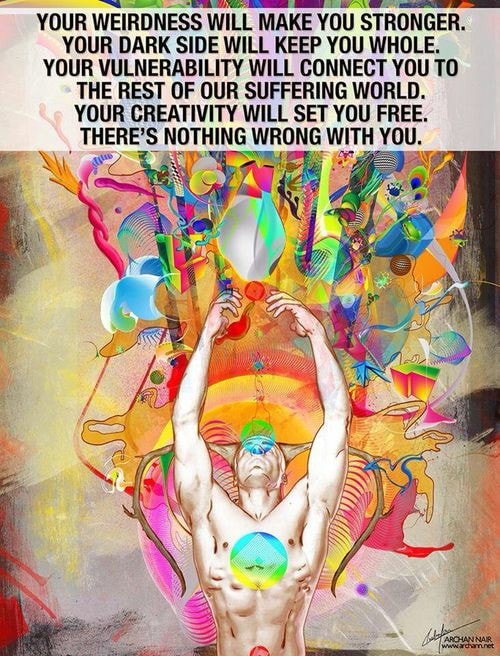 YOUR WEIRDNESS WILL MAKE YOU STRONGER.
YOUR DARK SIDE WILL KEEP YOU WHOLE.
YOUR VULNERABILITY WILL CONNECT YOU TO
THE REST OF OUR SUFFERING WORLD.
YOUR CREATIVITY WILL SET YOU FREE.
THERE'S NOTHING WRONG WITH YOU.
ARCHAN NAIR
www.archann.net